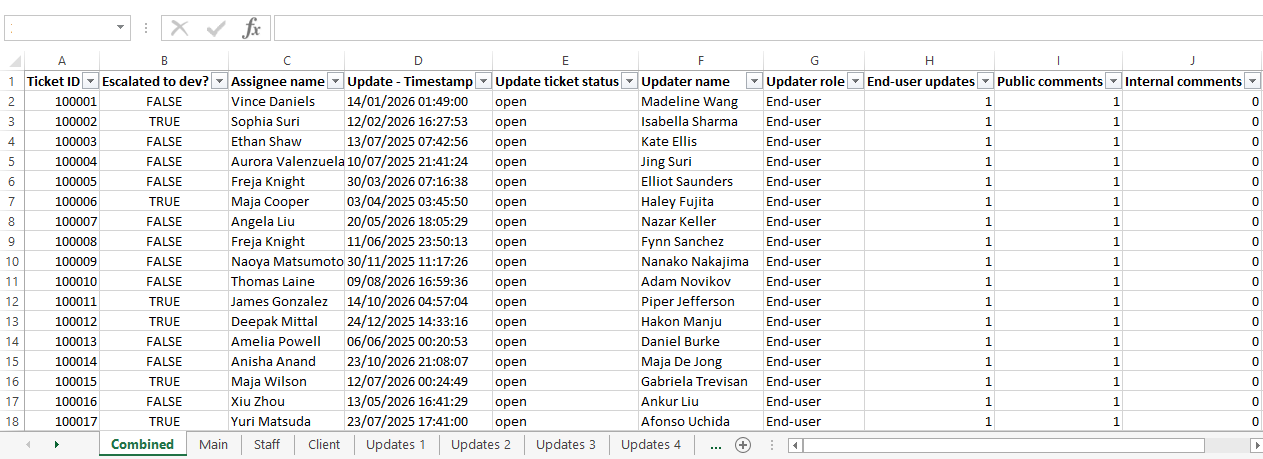 fx
A B C D E F G H I J
1 Ticket ID Escalated to dev? Assignee name Update - Timestamp Update ticket status Updater name Updater role End-user updates Public comments Internal comments
2 100001 FALSE Vince Daniels 14/01/2026 01:49:00 open Madeline Wang End-user 1 1 0
3 100002 TRUE Sophia Suri 12/02/2026 16:27:53 open Isabella Sharma End-user 1 1 0
4 100003 FALSE Ethan Shaw 13/07/2025 07:42:56 open Kate Ellis End-user 1 1 0
5 100004 FALSE Aurora Valenzuela 10/07/2025 21:41:24 open Jing Suri End-user 1 1 0
6 100005 FALSE Freja Knight 30/03/2026 07:16:38 open Elliot Saunders End-user 1 1 0
7 100006 TRUE Maja Cooper 03/04/2025 03:45:50 open Haley Fujita End-user 1 1 0
8 100007 FALSE Angela Liu 20/05/2026 18:05:29 open Nazar Keller End-user 1 1 0
9 100008 FALSE Freja Knight 11/06/2025 23:50:13 open Fynn Sanchez End-user 1 1 0
10 100009 FALSE Naoya Matsumoto 30/11/2025 11:17:26 open Nanako Nakajima End-user 1 1 0
11 100010 FALSE Thomas Laine 09/08/2026 16:59:36 open Adam Novikov End-user 1 1 0
12 100011 TRUE James Gonzalez 14/10/2026 04:57:04 open Piper Jefferson End-user 1 1 0
13 100012 TRUE Deepak Mittal 24/12/2025 14:33:16 open Hakon Manju End-user 1 1 0
14 100013 FALSE Amelia Powell 06/06/2025 00:20:53 open Daniel Burke End-user 1 1 0
15 100014 FALSE Anisha Anand 23/10/2026 21:08:07 open Maja De Jong End-user 1 1 0
16 100015 TRUE Maja Wilson 12/07/2026 00:24:49 open Gabriela Trevisan End-user 1 1 0
17 100016 FALSE Xiu Zhou 13/05/2026 16:41:29 open Ankur Liu End-user 1 1 0
18 100017 TRUE Yuri Matsuda 23/07/2025 17:41:00 open Afonso Uchida End-user 1 1 0
Combined Main Staff Client Updates 1 Updates 2 Updates 3 Updates 4 ...